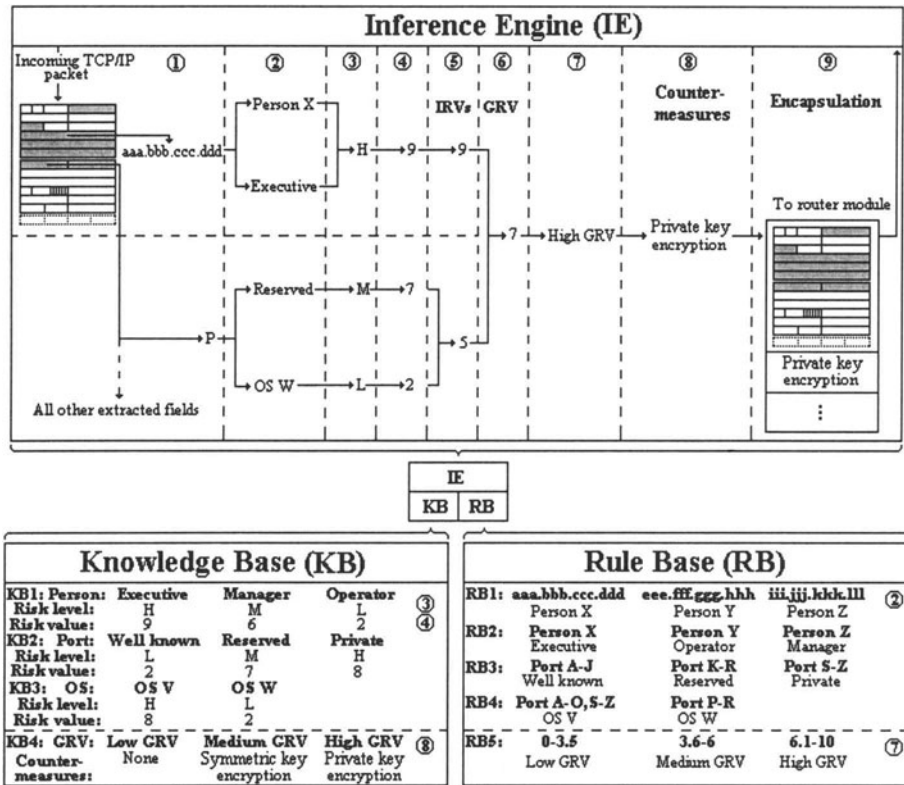 Inference Engine (IE)
Incoming TCP/IP packet
① ② ③ ④ ⑤ ⑥ ⑦ ⑧ ⑨
IRVs GRV
Counter-
measures
Encapsulation
aaa.bbb.ccc.ddd
Person X
Executive
H 9 9
To router module
7 High GRV
Private key
encryption
Reserved M 7
P
5
OS W L 2
All other extracted fields
Private key
encryption
⋮
IE
KB RB
Knowledge Base (KB)
KB1: Person: Executive Manager Operator
Risk level: H M L ③
Risk value: 9 6 2 ④
KB2: Port: Well known Reserved Private
Risk level: L M H
Risk value: 2 7 8
KB3: OS: OS V OS W
Risk level: H L
Risk value: 8 2
KB4: GRV: Low GRV Medium GRV High GRV ⑧
Counter- None Symmetric key Private key
measures: encryption encryption
Rule Base (RB)
RB1: aaa.bbb.ccc.ddd eee.fff.ggg.hhh iii.jjj.kkk.lll ②
Person X Person Y Person Z
RB2: Person X Person Y Person Z
Executive Operator Manager
RB3: Port A-J Port K-R Port S-Z
Well known Reserved Private
RB4: Port A-O,S-Z Port P-R
OS V OS W
RB5: 0-3.5 3.6-6 6.1-10 ⑦
Low GRV Medium GRV High GRV